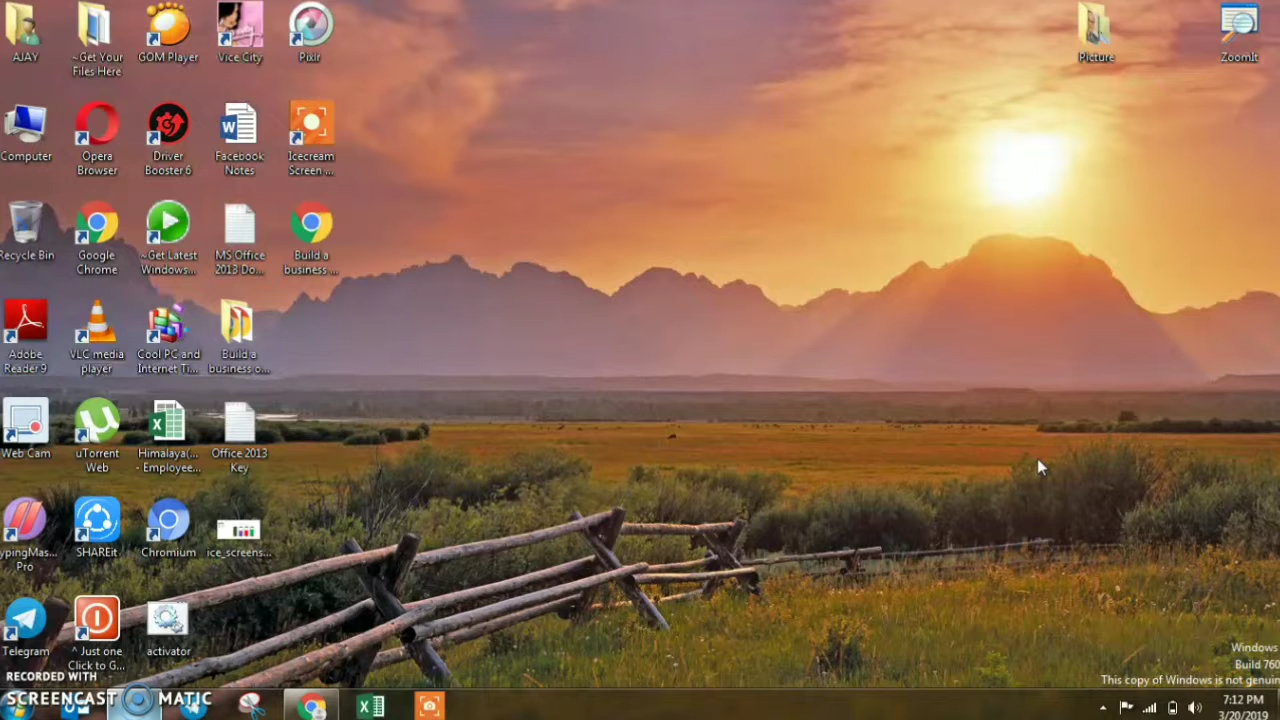 AJAY
~Get Your
Files Here
GOM Player
Vice City
Pixlr
Picture
ZoomIt
Computer
Opera
Browser
Driver
Booster 6
Facebook
Notes
Icecream
Screen ...
Recycle Bin
Google
Chrome
~Get Latest
Windows...
MS Office
2013 Do...
Build a
business ...
Adobe
Reader 9
VLC media
player
Cool PC and
Internet Ti...
Build a
business o...
Web Cam
uTorrent
Web
Himalaya(...
- Employee...
Office 2013
Key
ypingMas...
Pro
SHAREit
Chromium
ice_screens...
Telegram
^ Just one
Click to G...
activator
Windows
Build 760
This copy of Windows is not genuin
RECORDED WITH
SCREENCAST MATIC
7:12 PM
3/20/2019